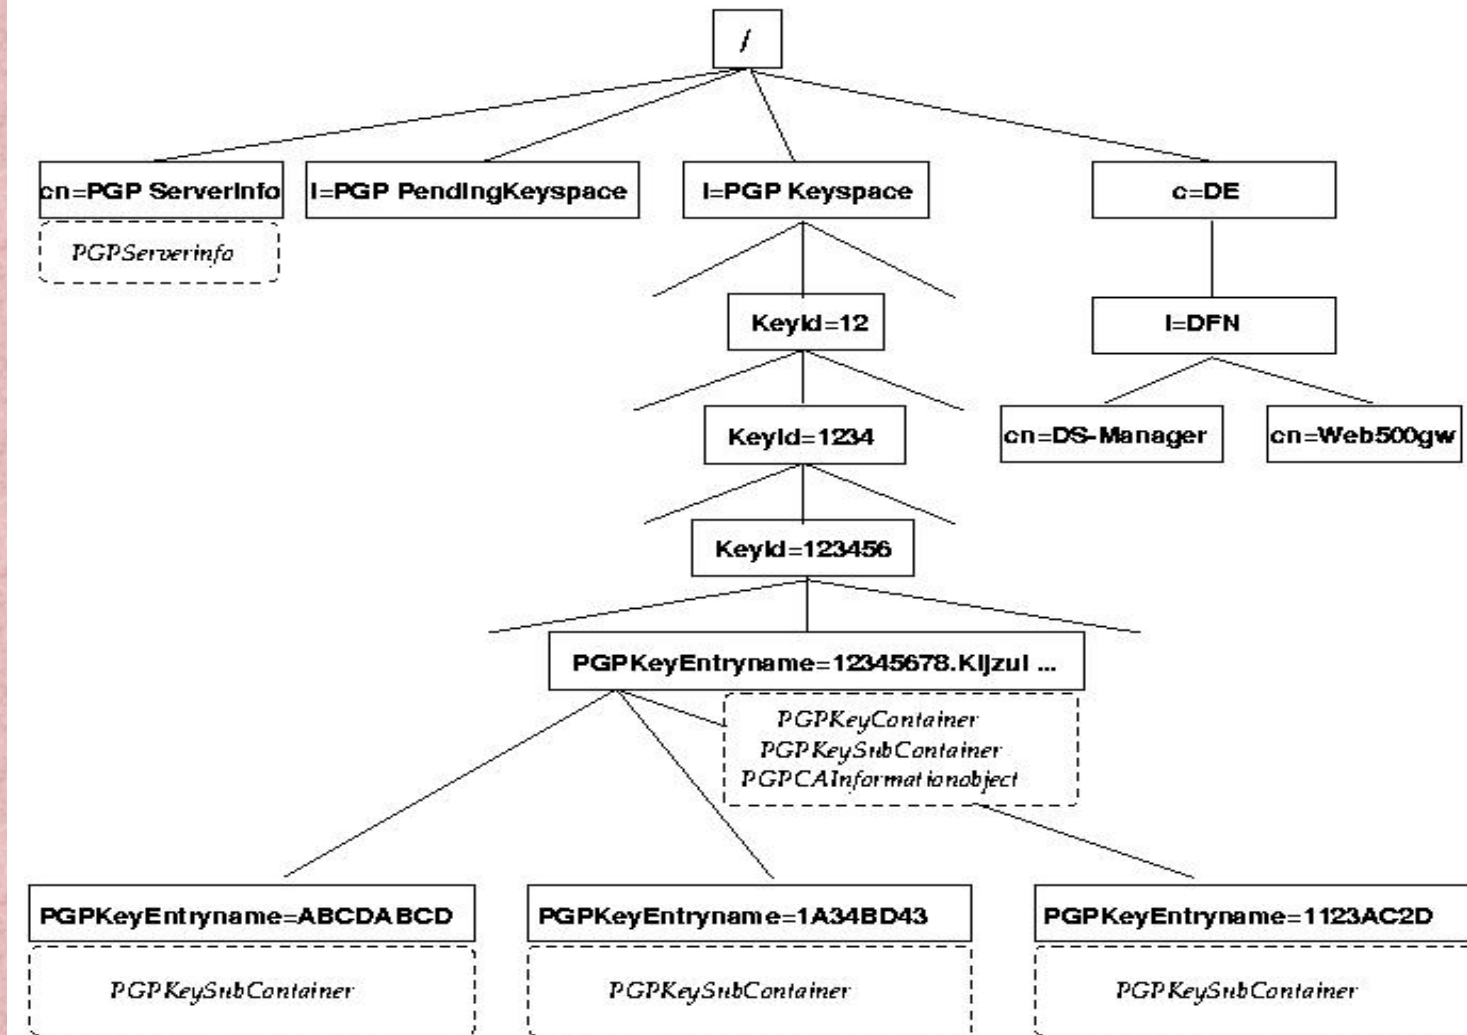 /
cn=PGP ServerInfo
l=PGP PendingKeyspace
l=PGP Keyspace
c=DE
PGPServerinfo
KeyId=12
l=DFN
KeyId=1234
cn=DS-Manager
cn=Web500gw
KeyId=123456
PGPKeyEntryname=12345678.Kijzui ...
PGPKeyContainer
PGPKeySubContainer
PGPCAInformationobject
PGPKeyEntryname=ABCDABCD
PGPKeyEntryname=1A34BD43
PGPKeyEntryname=1123AC2D
PGPKeySubContainer
PGPKeySubContainer
PGPKeySubContainer